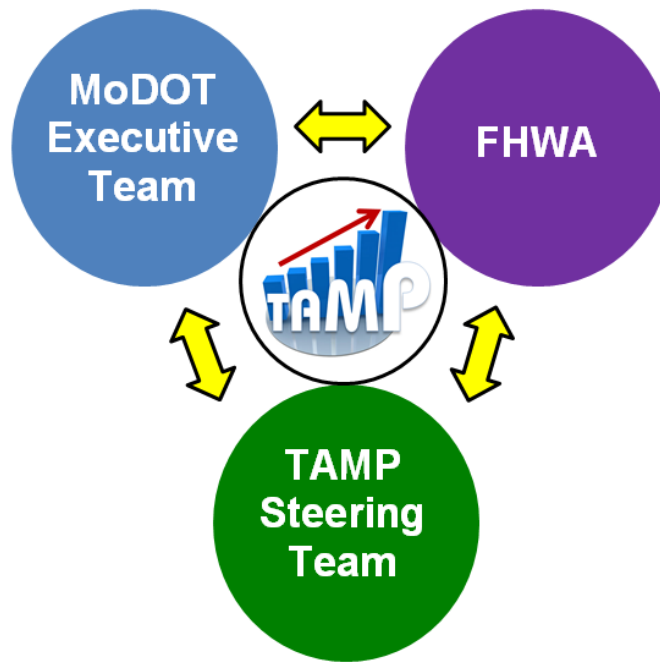 MoDOT
Executive
Team
FHWA
TAMP
TAMP
Steering
Team